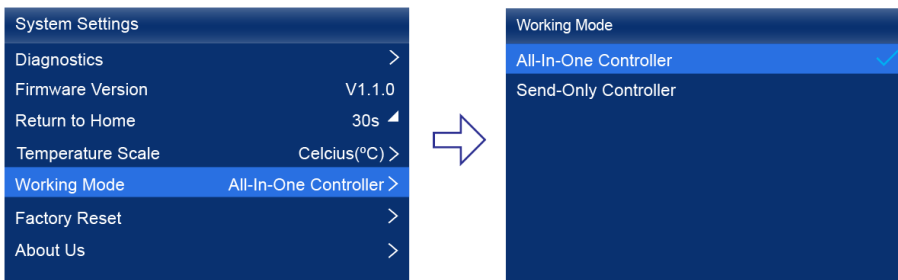 System Settings
Diagnostics
Firmware Version V1.1.0
Return to Home 30s
Temperature Scale Celcius(ºC)
Working Mode All-In-One Controller
Factory Reset
About Us
Working Mode
All-In-One Controller
Send-Only Controller